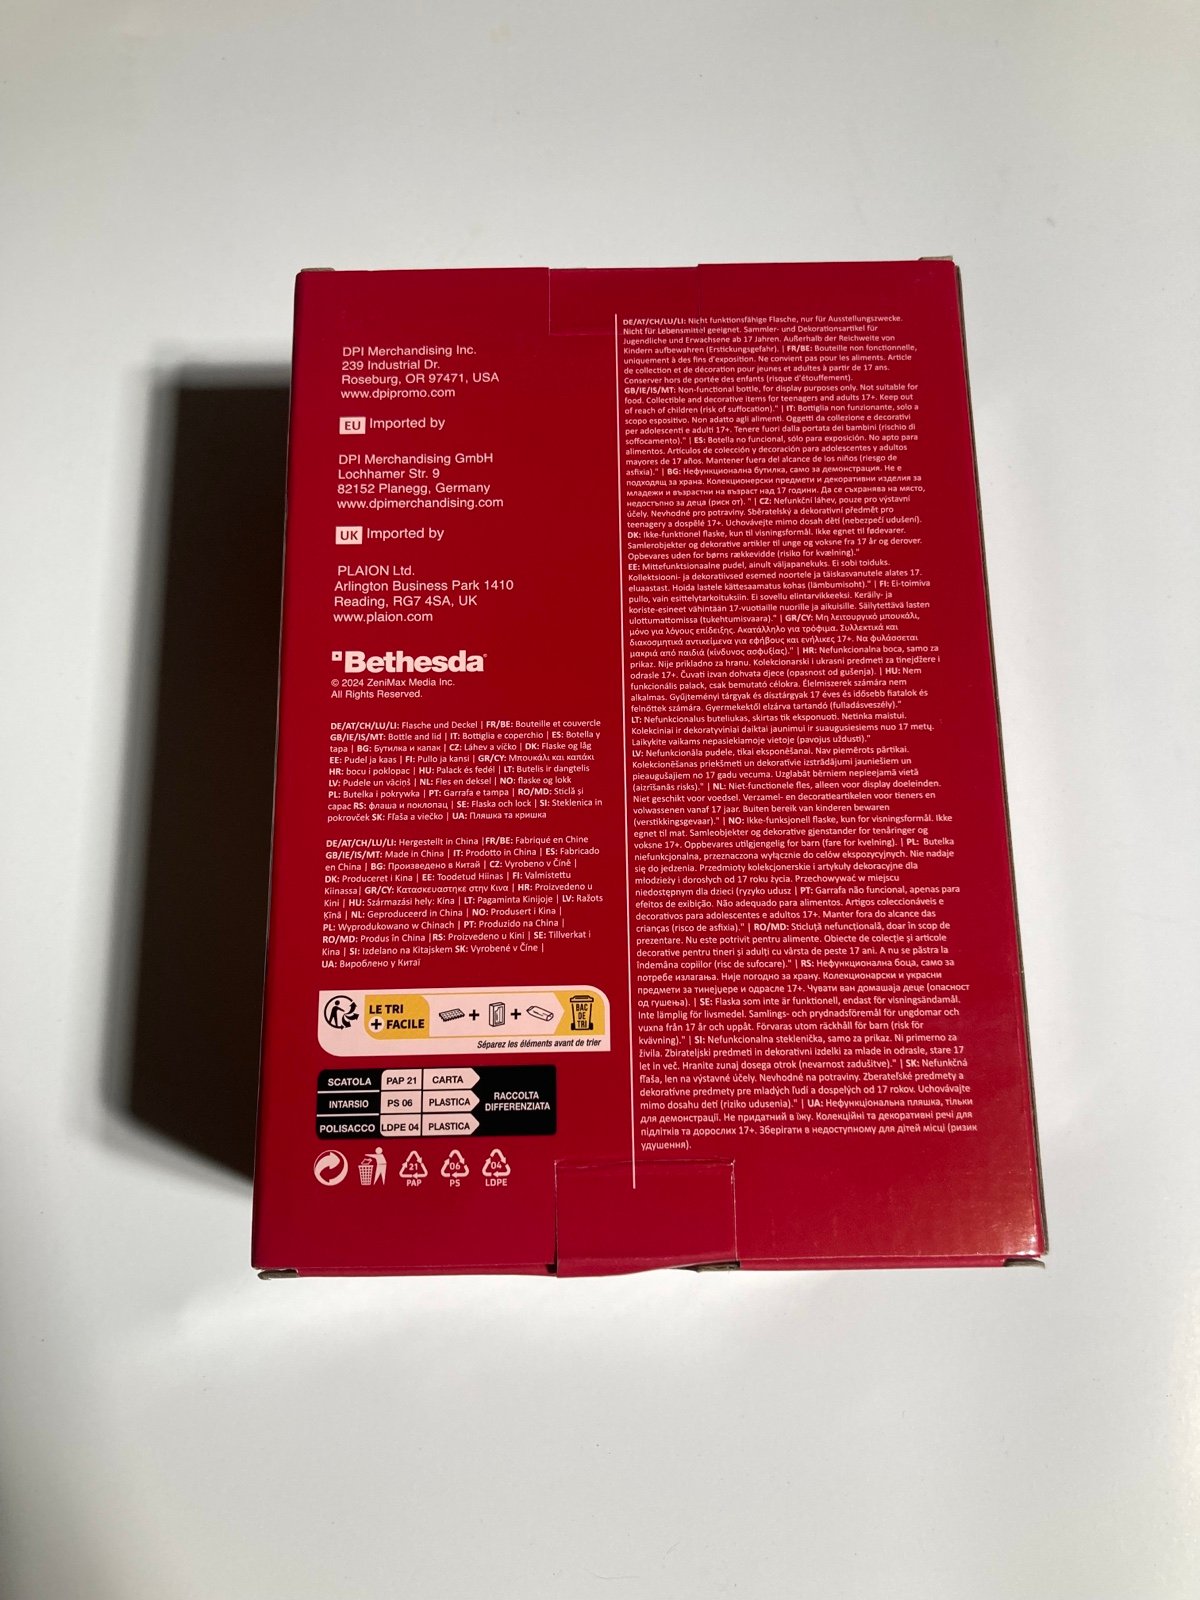 DPI Merchandising Inc.
239 Industrial Dr.
Roseburg, OR 97471, USA
www.dpipromo.com
EU Imported by
DPI Merchandising GmbH
Lochhamer Str. 9
82152 Planegg, Germany
www.dpimerchandising.com
UK Imported by
PLAION Ltd.
Arlington Business Park 1410
Reading, RG7 4SA, UK
www.plaion.com
Bethesda
© 2024 ZeniMax Media Inc.
All Rights Reserved.
DE/AT/CH/LU/LI: Flasche und Deckel | FR/BE: Bouteille et couvercle
GB/IE/IS/MT: Bottle and lid | IT: Bottiglia e coperchio | ES: Botella y
tapa | BG: Бутилка и капак | CZ: Láhev a víčko | DK: Flaske og låg
EE: Pudel ja kaas | FI: Pullo ja kansi | GR/CY: Μπουκάλι και καπάκι
HR: bocu i poklopac | HU: Palack és fedél | LT: Butelis ir dangtelis
LV: Pudele un vāciņš | NL: Fles en deksel | NO: flaske og lokk
PL: Butelka i pokrywka | PT: Garrafa e tampa | RO/MD: Sticlă și
capac RS: флаша и поклопац | SE: Flaska och lock | SI: Steklenica in
pokrovček SK: Fľaša a viečko | UA: Пляшка та кришка
DE/AT/CH/LU/LI: Hergestellt in China |FR/BE: Fabriqué en Chine
GB/IE/IS/MT: Made in China | IT: Prodotto in China | ES: Fabricado
en China | BG: Произведено в Китай | CZ: Vyrobeno v Číně |
DK: Produceret i Kina | EE: Toodetud Hiinas | FI: Valmistettu
Kiinassa| GR/CY: Κατασκευαστηκε στην Κινα | HR: Proizvedeno u
Kini | HU: Származási hely: Kína | LT: Pagaminta Kinijoje | LV: Ražots
Ķīnā | NL: Geproduceerd in China | NO: Produsert i Kina |
PL: Wyprodukowano w Chinach | PT: Produzido na China |
RO/MD: Produs în China |RS: Proizvedeno u Kini | SE: Tillverkat i
Kina | SI: Izdelano na Kitajskem SK: Vyrobené v Číne |
UA: Вироблено у Китаї
LE TRI
+ FACILE
+ +
BAC
DE
TRI
Séparez les éléments avant de trier
SCATOLA PAP 21 CARTA
INTARSIO PS 06 PLASTICA
POLISACCO LDPE 04 PLASTICA
RACCOLTA
DIFFERENZIATA
21 06 04
PAP PS LDPE
DE/AT/CH/LU/LI: Nicht funktionsfähige Flasche, nur für Ausstellungszwecke.
Nicht für Lebensmittel geeignet. Sammler- und Dekorationsartikel für
Jugendliche und Erwachsene ab 17 Jahren. Außerhalb der Reichweite von
Kindern aufbewahren (Erstickungsgefahr). | FR/BE: Bouteille non fonctionnelle,
uniquement à des fins d'exposition. Ne convient pas pour les aliments. Article
de collection et de décoration pour jeunes et adultes à partir de 17 ans.
Conserver hors de portée des enfants (risque d'étouffement).
GB/IE/IS/MT: Non-functional bottle, for display purposes only. Not suitable for
food. Collectible and decorative items for teenagers and adults 17+. Keep out
of reach of children (risk of suffocation)." | IT: Bottiglia non funzionante, solo a
scopo espositivo. Non adatto agli alimenti. Oggetti da collezione e decorativi
per adolescenti e adulti 17+. Tenere fuori dalla portata dei bambini (rischio di
soffocamento)." | ES: Botella no funcional, sólo para exposición. No apto para
alimentos. Artículos de colección y decoración para adolescentes y adultos
mayores de 17 años. Mantener fuera del alcance de los niños (riesgo de
asfixia)." | BG: Нефункционална бутилка, само за демонстрация. Не е
подходящ за храна. Колекционерски предмети и декоративни изделия за
младежи и възрастни на възраст над 17 години. Да се съхранява на място,
недостъпно за деца (риск от). " | CZ: Nefunkční láhev, pouze pro výstavní
účely. Nevhodné pro potraviny. Sběratelský a dekorativní předmět pro
teenagery a dospělé 17+. Uchovávejte mimo dosah dětí (nebezpečí udušení).
DK: Ikke-funktionel flaske, kun til visningsformål. Ikke egnet til fødevarer.
Samlerobjekter og dekorative artikler til unge og voksne fra 17 år og derover.
Opbevares uden for børns rækkevidde (risiko for kvælning)."
EE: Mittefunktsionaalne pudel, ainult väljapanekuks. Ei sobi toiduks.
Kollektsiooni- ja dekoratiivsed esemed noortele ja täiskasvanutele alates 17.
eluaastast. Hoida lastele kättesaamatus kohas (lämbumisoht)." | FI: Ei-toimiva
pullo, vain esittelytarkoituksiin. Ei sovellu elintarvikkeeksi. Keräily- ja
koriste-esineet vähintään 17-vuotiaille nuorille ja aikuisille. Säilytettävä lasten
ulottumattomissa (tukehtumisvaara)." | GR/CY: Μη λειτουργικό μπουκάλι,
μόνο για λόγους επίδειξης. Ακατάλληλο για τρόφιμα. Συλλεκτικά και
διακοσμητικά αντικείμενα για εφήβους και ενήλικες 17+. Να φυλάσσεται
μακριά από παιδιά (κίνδυνος ασφυξίας)." | HR: Nefunkcionalna boca, samo za
prikaz. Nije prikladno za hranu. Kolekcionarski i ukrasni predmeti za tinejdžere i
odrasle 17+. Čuvati izvan dohvata djece (opasnost od gušenja). | HU: Nem
funkcionális palack, csak bemutató célokra. Élelmiszerek számára nem
alkalmas. Gyűjteményi tárgyak és dísztárgyak 17 éves és idősebb fiatalok és
felnőttek számára. Gyermekektől elzárva tartandó (fulladásveszély)."
LT: Nefunkcionalus buteliukas, skirtas tik eksponuoti. Netinka maistui.
Kolekciniai ir dekoratyviniai daiktai jaunimui ir suaugusiesiems nuo 17 metų.
Laikykite vaikams nepasiekiamoje vietoje (pavojus uždusti)."
LV: Nefunkcionāla pudele, tikai eksponēšanai. Nav piemērots pārtikai.
Kolekcionēšanas priekšmeti un dekoratīvie izstrādājumi jauniešiem un
pieaugušajiem no 17 gadu vecuma. Uzglabāt bērniem nepieejamā vietā
(aizrīšanās risks)." | NL: Niet-functionele fles, alleen voor display doeleinden.
Niet geschikt voor voedsel. Verzamel- en decoratieartikelen voor tieners en
volwassenen vanaf 17 jaar. Buiten bereik van kinderen bewaren
(verstikkingsgevaar)." | NO: Ikke-funksjonell flaske, kun for visningsformål. Ikke
egnet til mat. Samleobjekter og dekorative gjenstander for tenåringer og
voksne 17+. Oppbevares utilgjengelig for barn (fare for kvelning). | PL: Butelka
niefunkcjonalna, przeznaczona wyłącznie do celów ekspozycyjnych. Nie nadaje
się do jedzenia. Przedmioty kolekcjonerskie i artykuły dekoracyjne dla
młodzieży i dorosłych od 17 roku życia. Przechowywać w miejscu
niedostępnym dla dzieci (ryzyko udusz | PT: Garrafa não funcional, apenas para
efeitos de exibição. Não adequado para alimentos. Artigos coleccionáveis e
decorativos para adolescentes e adultos 17+. Manter fora do alcance das
crianças (risco de asfixia)." | RO/MD: Sticluță nefuncțională, doar în scop de
prezentare. Nu este potrivit pentru alimente. Obiecte de colecție și articole
decorative pentru tineri și adulți cu vârsta de peste 17 ani. A nu se păstra la
îndemâna copiilor (risc de sufocare)." | RS: Нефункционална боца, само за
потребе излагања. Није погодно за храну. Колекционарски и украсни
предмети за тинејџере и одрасле 17+. Чувати ван домашаја деце (опасност
од гушења). | SE: Flaska som inte är funktionell, endast för visningsändamål.
Inte lämplig för livsmedel. Samlings- och prydnadsföremål för ungdomar och
vuxna från 17 år och uppåt. Förvaras utom räckhåll för barn (risk för
kvävning)." | SI: Nefunkcionalna steklenička, samo za prikaz. Ni primerno za
živila. Zbirateljski predmeti in dekorativni izdelki za mlade in odrasle, stare 17
let in več. Hranite zunaj dosega otrok (nevarnost zadušitve)." | SK: Nefunkčná
fľaša, len na výstavné účely. Nevhodné na potraviny. Zberateľské predmety a
dekoratívne predmety pre mladých ľudí a dospelých od 17 rokov. Uchovávajte
mimo dosahu detí (riziko udusenia)." | UA: Нефункціональна пляшка, тільки
для демонстрації. Не придатний в їжу. Колекційні та декоративні речі для
підлітків та дорослих 17+. Зберігати в недоступному для дітей місці (ризик
удушення).